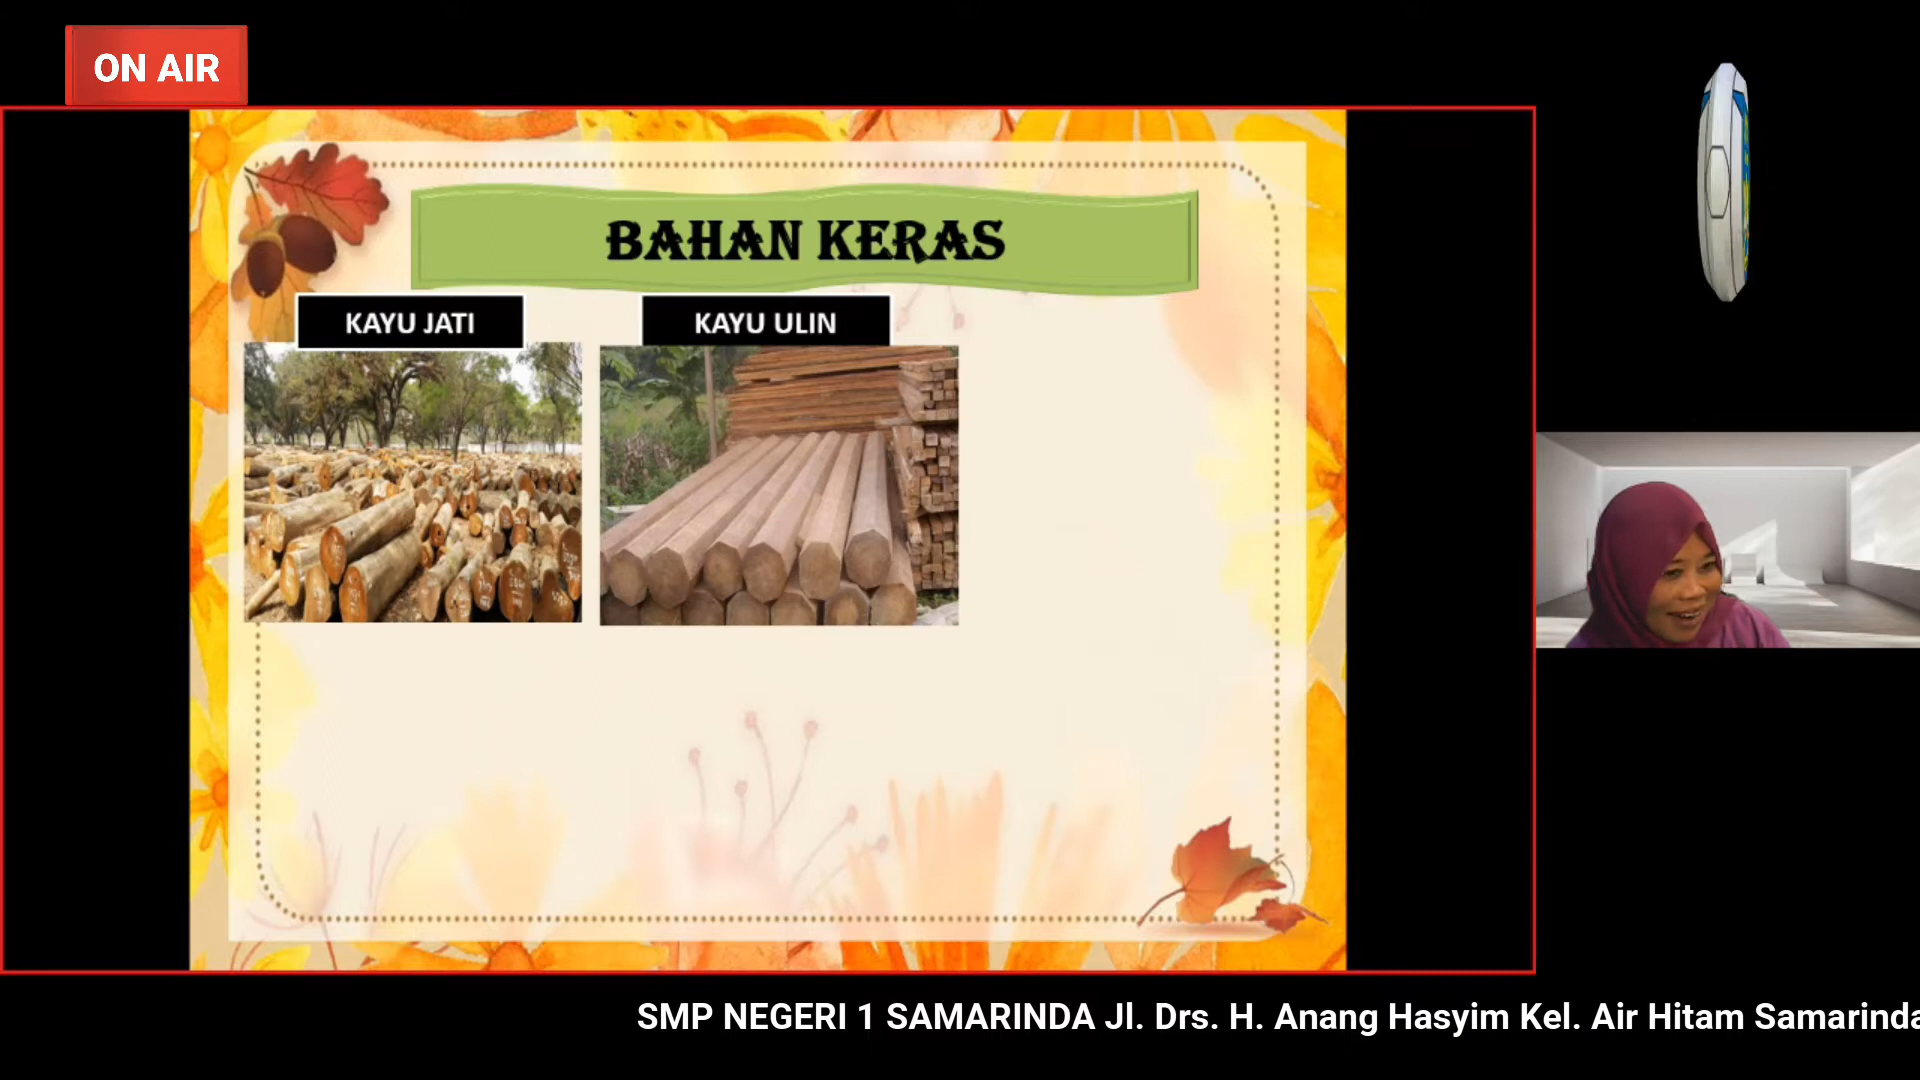 ON AIR
BAHAN KERAS
KAYU JATI
KAYU ULIN
SMP NEGERI 1 SAMARINDA Jl. Drs. H. Anang Hasyim Kel. Air Hitam Samarinda